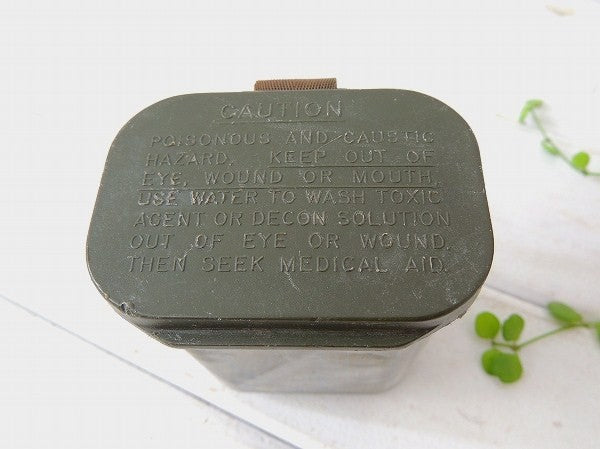 CAUTION
POISONOUS AND CAUSTIC
HAZARD. KEEP OUT OF
EYE, WOUND OR MOUTH.
USE WATER TO WASH TOXIC
AGENT OR DECON SOLUTION
OUT OF EYE OR WOUND.
THEN SEEK MEDICAL AID.